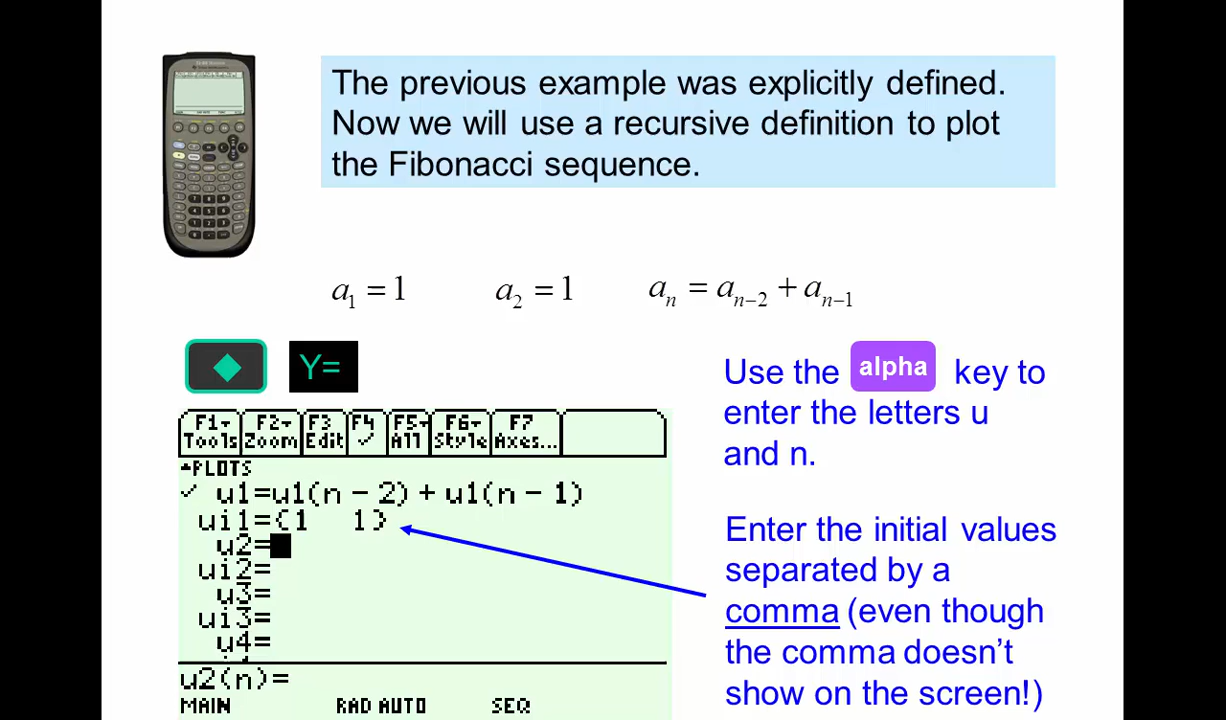 The previous example was explicitly defined.
Now we will use a recursive definition to plot
the Fibonacci sequence.
a₁ = 1 a₂ = 1 aₙ = aₙ₋₂ + aₙ₋₁
Y=
Use the alpha key to
enter the letters u
and n.
F1 Tools F2 Zoom F3 Edit F4 ✓ F5 All F6 Style F7 Axes...
PLOTS
✓ u1=u1(n - 2) + u1(n - 1)
ui1={1 1}
u2=
ui2=
u3=
ui3=
u4=
u2(n)=
MAIN RAD AUTO SEQ
Enter the initial values
separated by a
comma (even though
the comma doesn’t
show on the screen!)